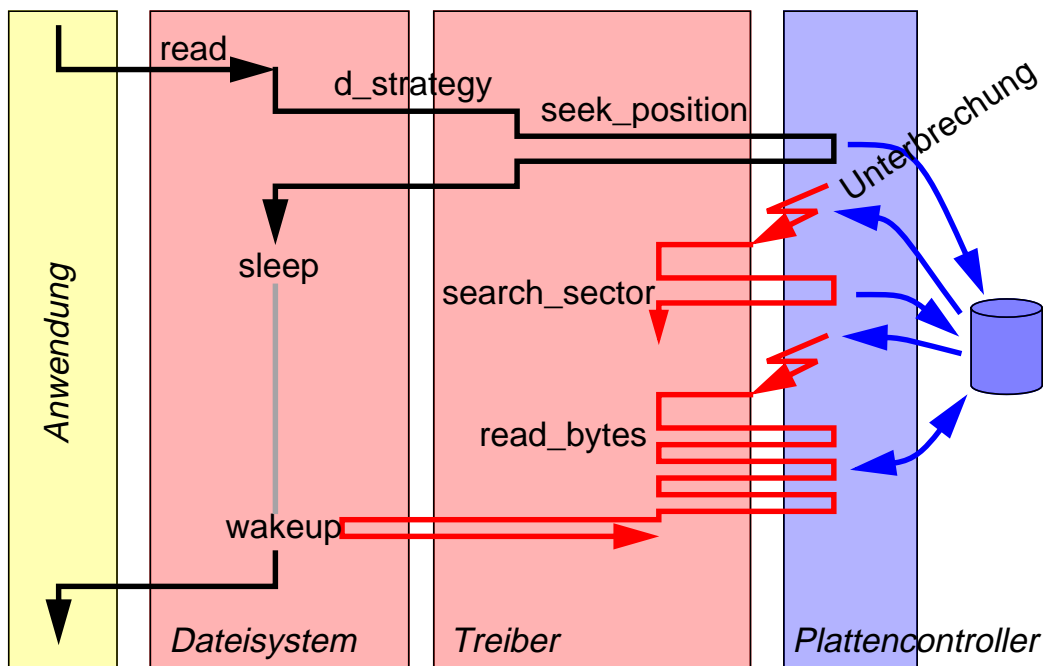 read
d_strategy
seek_position
Unterbrechung
sleep
search_sector
Anwendung
read_bytes
wakeup
Dateisystem
Treiber
Plattencontroller